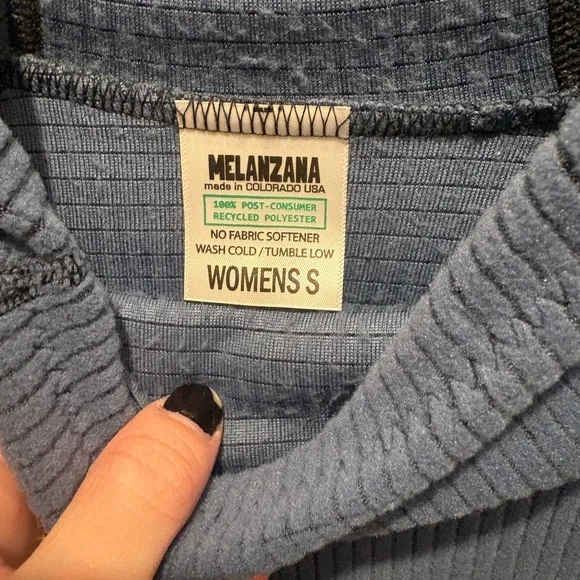 MELANZANA
made in COLORADO USA
100% POST-CONSUMER
RECYCLED POLYESTER
NO FABRIC SOFTENER
WASH COLD / TUMBLE LOW
WOMENS S